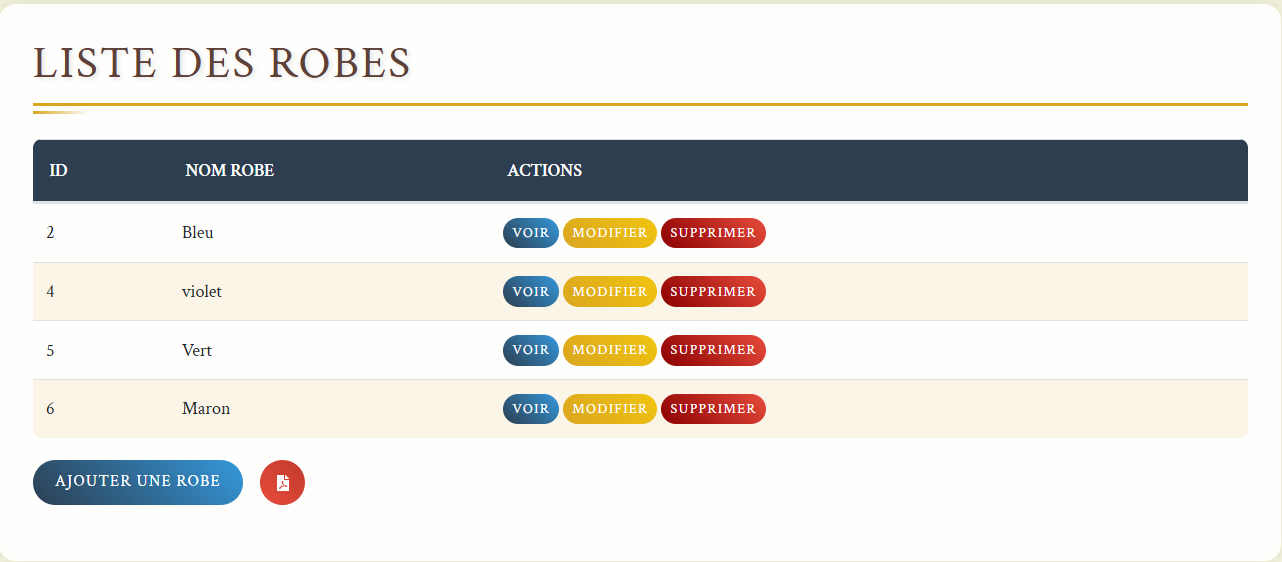 LISTE DES ROBES
ID NOM ROBE ACTIONS
2 Bleu VOIR MODIFIER SUPPRIMER
4 violet VOIR MODIFIER SUPPRIMER
5 Vert VOIR MODIFIER SUPPRIMER
6 Maron VOIR MODIFIER SUPPRIMER
AJOUTER UNE ROBE